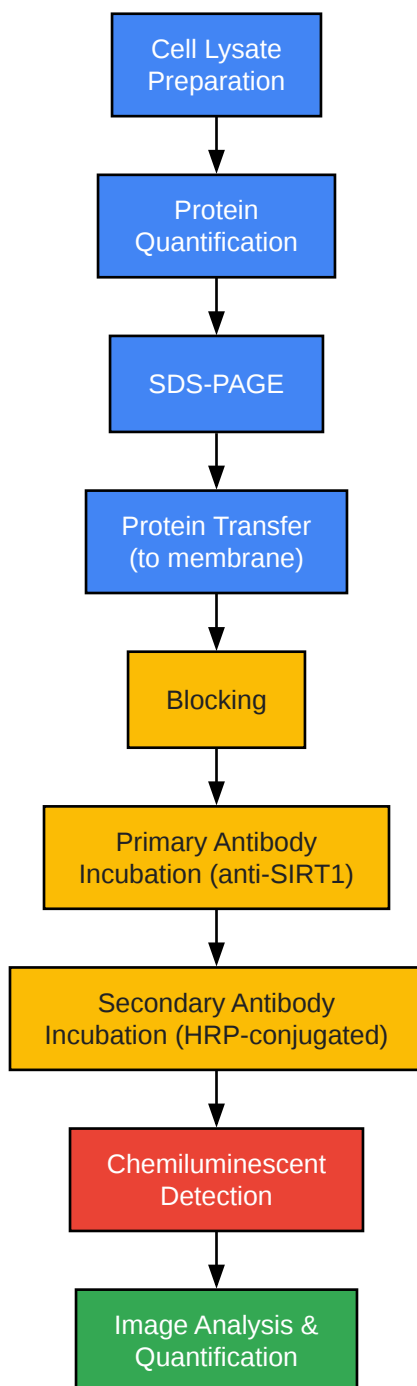 Cell Lysate
Preparation
Protein
Quantification
SDS-PAGE
Protein Transfer
(to membrane)
Blocking
Primary Antibody
Incubation (anti-SIRT1)
Secondary Antibody
Incubation (HRP-conjugated)
Chemiluminescent
Detection
Image Analysis &
Quantification